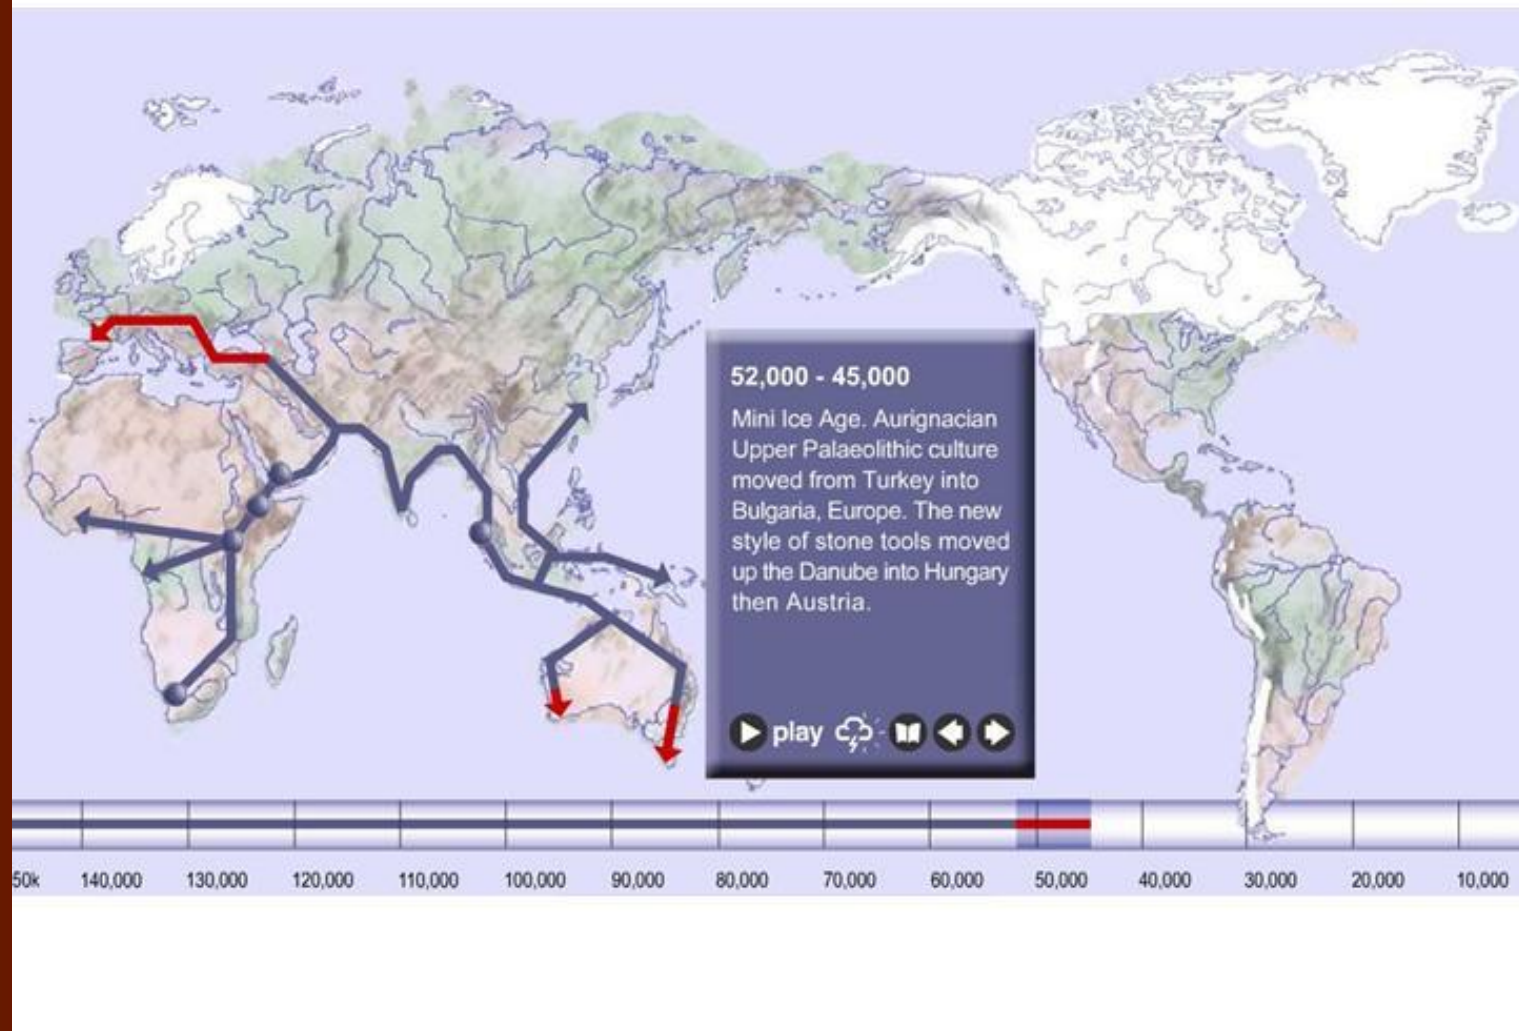 52,000 - 45,000
Mini Ice Age. Aurignacian
Upper Palaeolithic culture
moved from Turkey into
Bulgaria, Europe. The new
style of stone tools moved
up the Danube into Hungary
then Austria.
play
50k 140,000 130,000 120,000 110,000 100,000 90,000 80,000 70,000 60,000 50,000 40,000 30,000 20,000 10,000